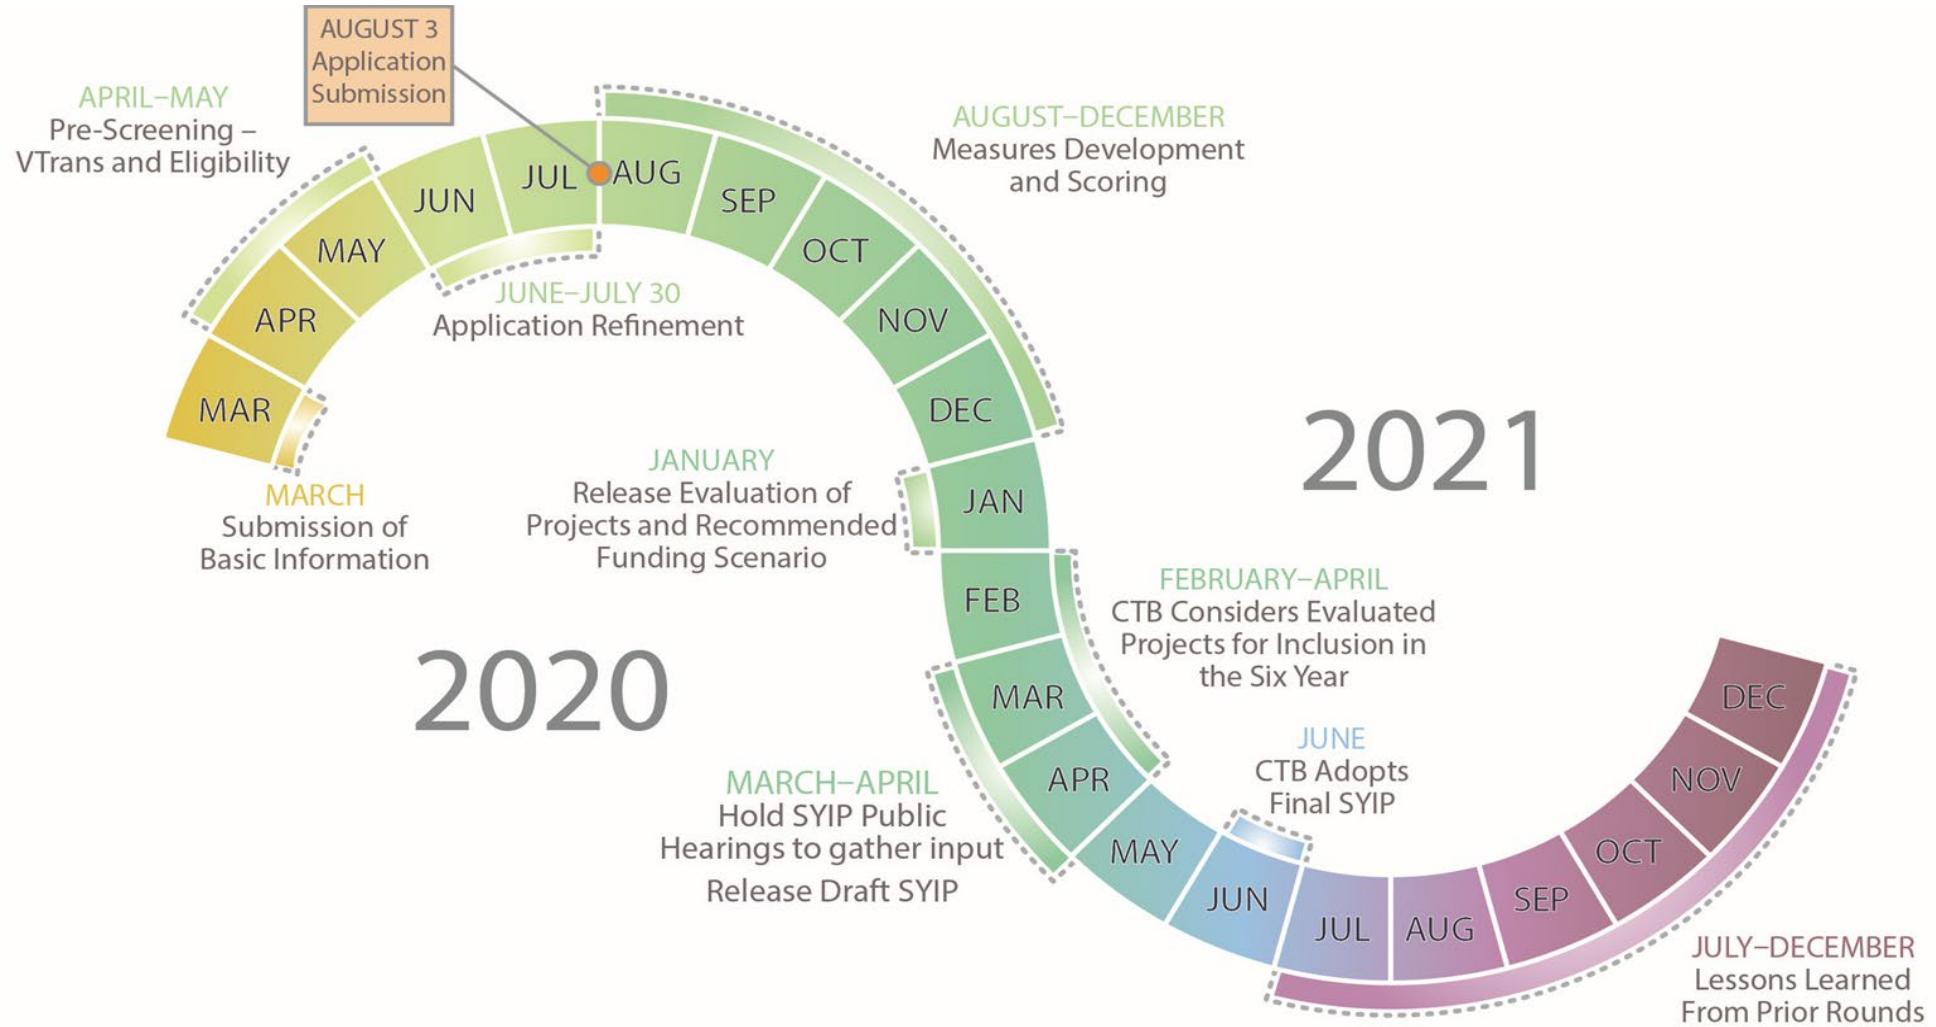 AUGUST 3
Application
Submission
APRIL–MAY
Pre-Screening –
VTrans and Eligibility
AUGUST–DECEMBER
Measures Development
and Scoring
JUNE–JULY 30
Application Refinement
MAR
APR
MAY
JUN
JUL
AUG
SEP
OCT
NOV
DEC
MARCH
Submission of
Basic Information
2020
2021
JANUARY
Release Evaluation of
Projects and Recommended
Funding Scenario
JAN
FEB
MAR
APR
MAY
JUN
JUL
AUG
SEP
OCT
NOV
DEC
FEBRUARY–APRIL
CTB Considers Evaluated
Projects for Inclusion in
the Six Year
MARCH–APRIL
Hold SYIP Public
Hearings to gather input
Release Draft SYIP
JUNE
CTB Adopts
Final SYIP
JULY–DECEMBER
Lessons Learned
From Prior Rounds